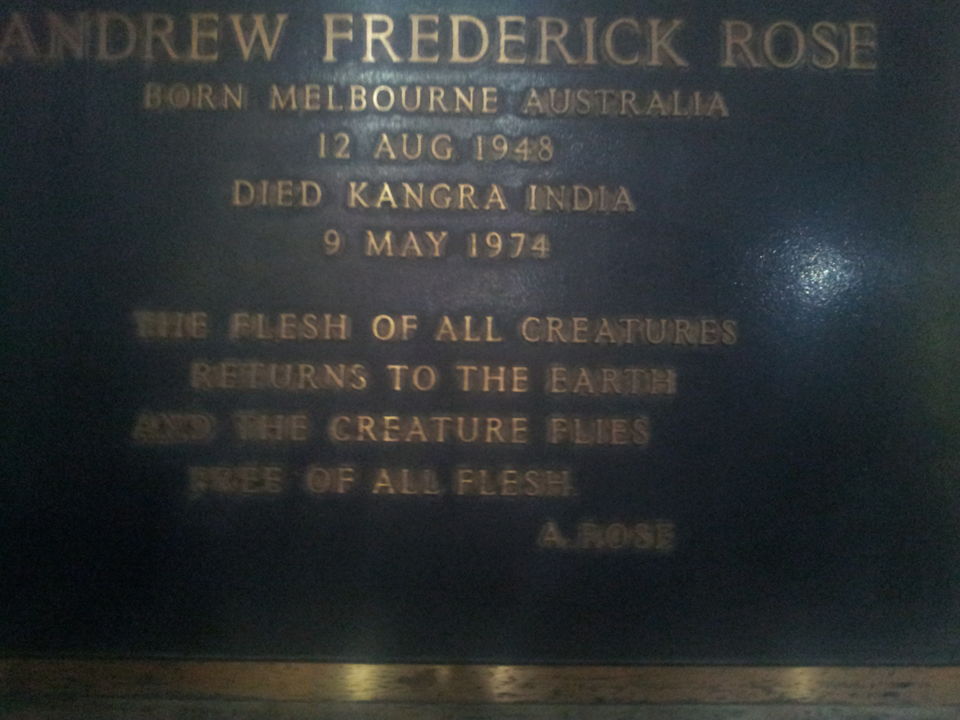 ANDREW FREDERICK ROSE
BORN MELBOURNE AUSTRALIA
12 AUG 1948
DIED KANGRA INDIA
9 MAY 1974
THE FLESH OF ALL CREATURES
RETURNS TO THE EARTH
AND THE CREATURE FLIES
FREE OF ALL FLESH.
A.ROSE